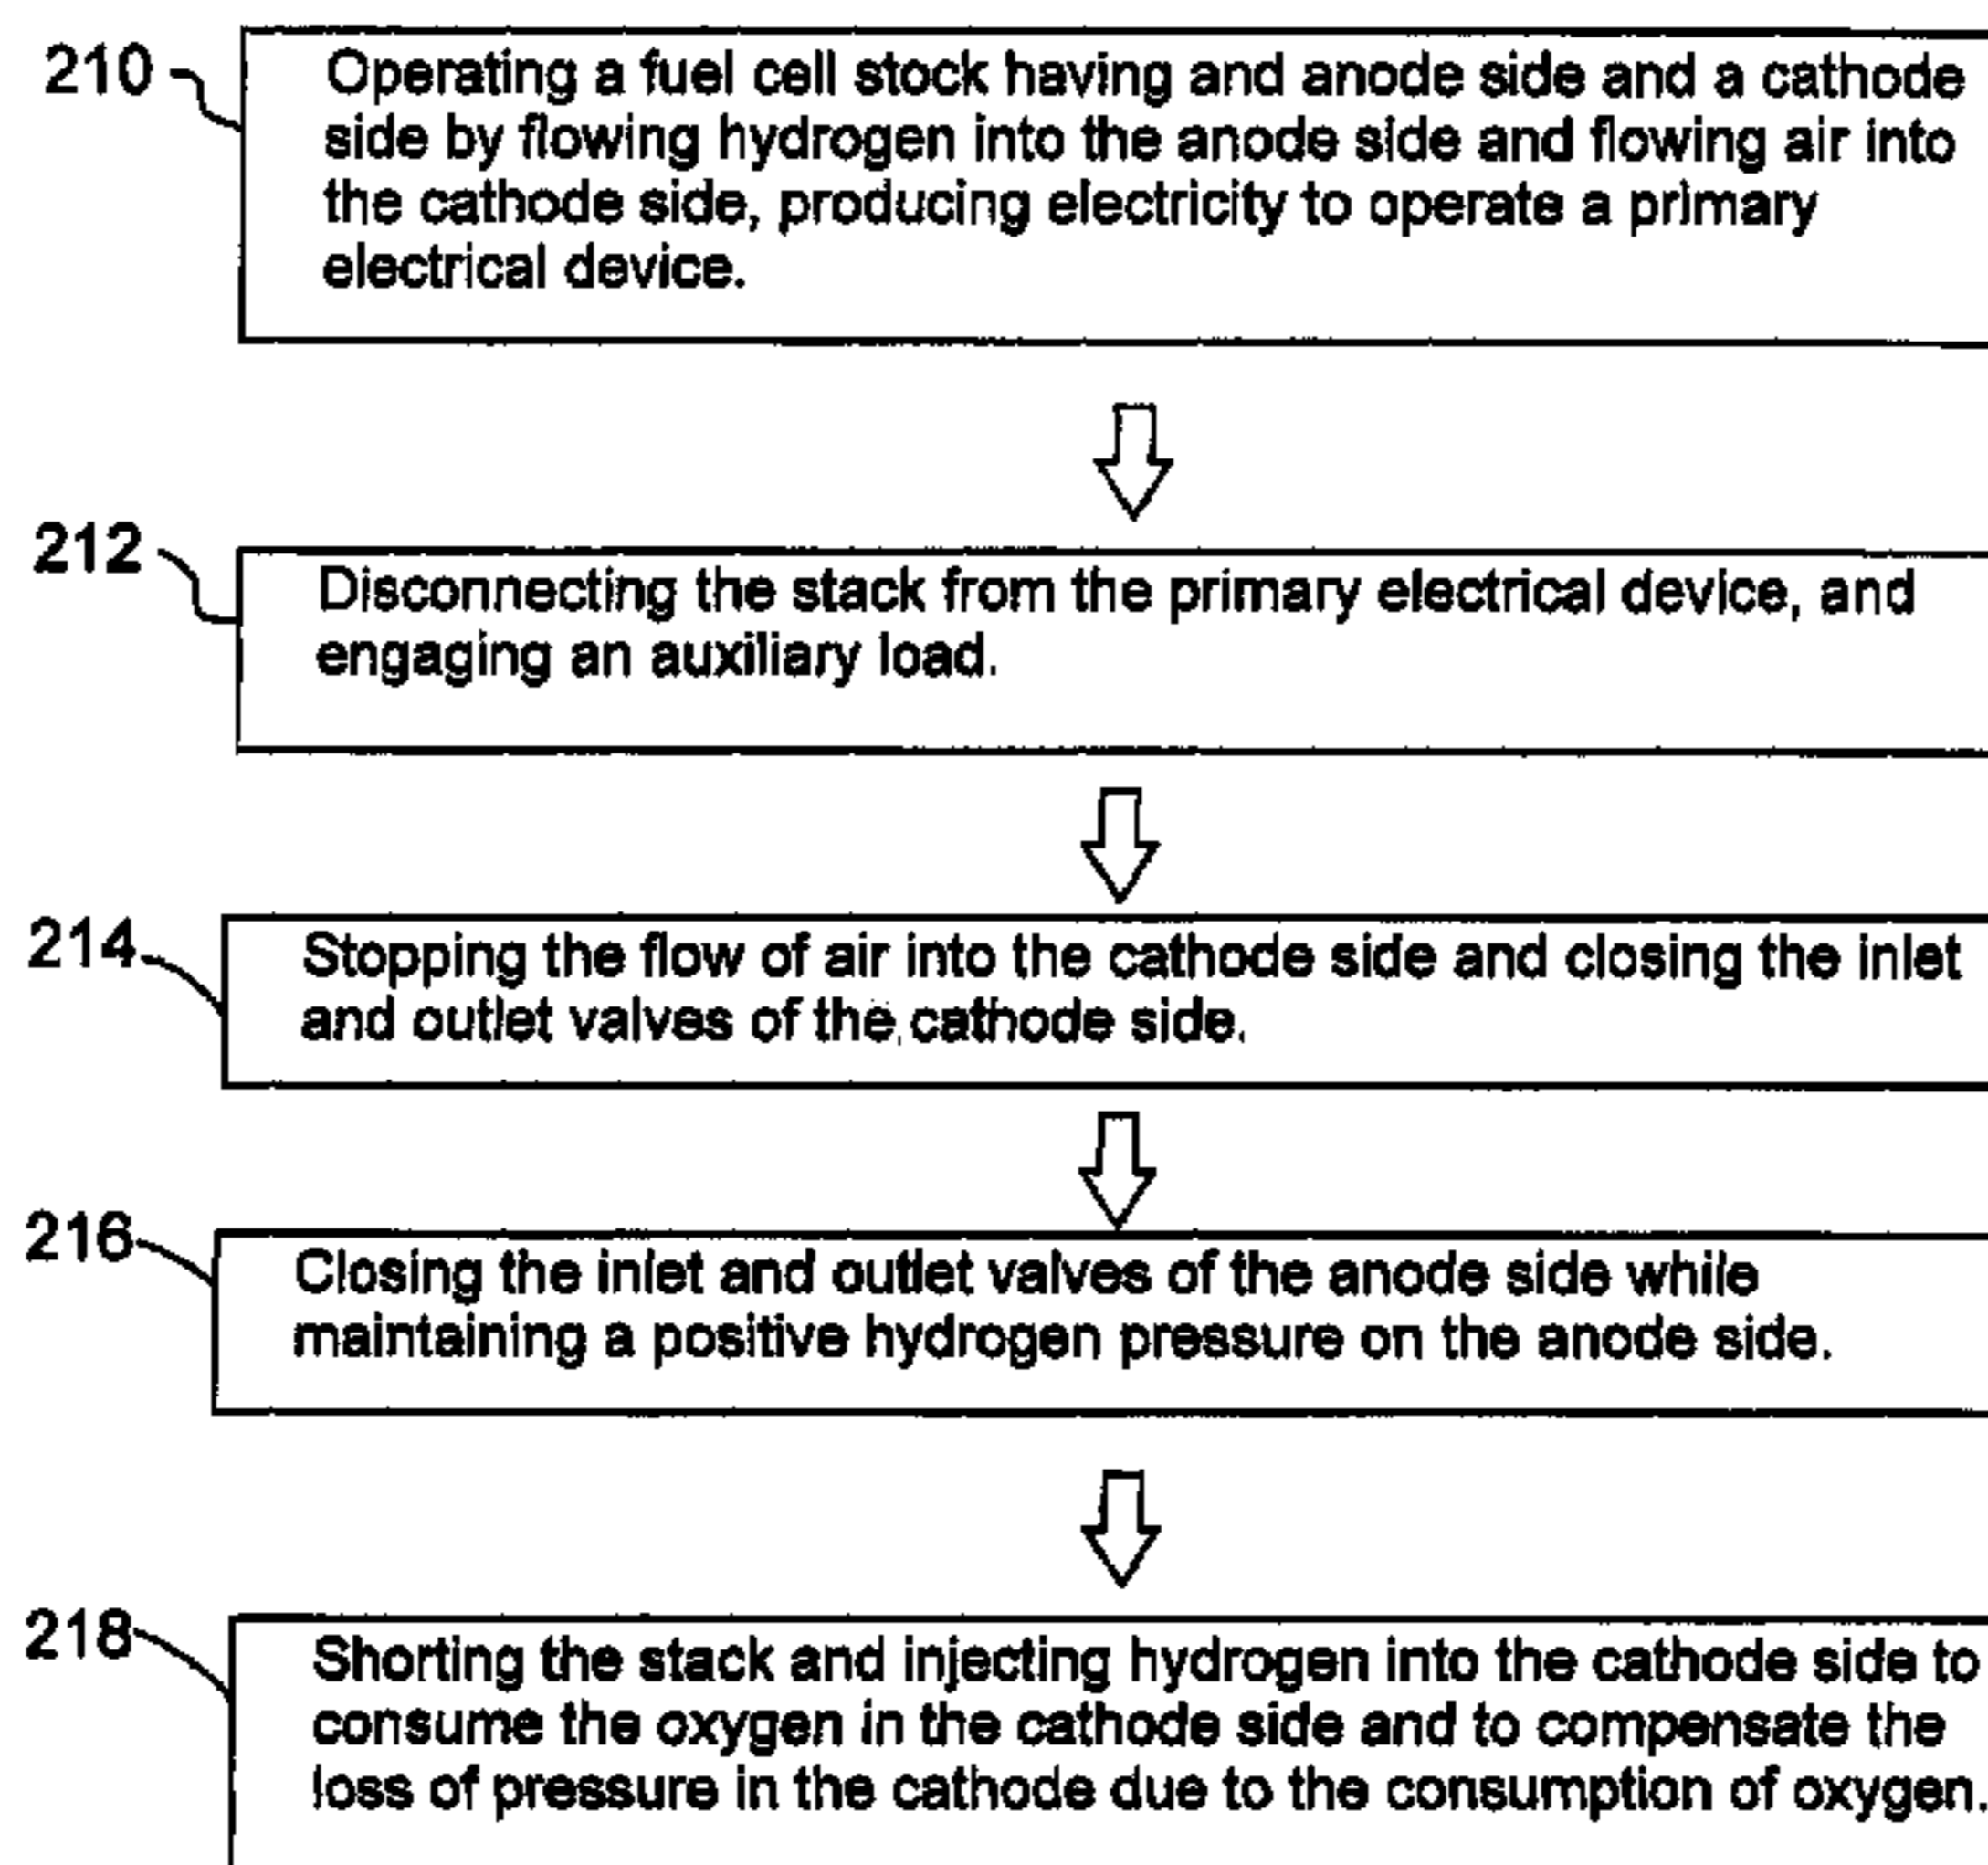 210
Operating a fuel cell stock having and anode side and a cathode
side by flowing hydrogen into the anode side and flowing air into
the cathode side, producing electricity to operate a primary
electrical device.
212
Disconnecting the stack from the primary electrical device, and
engaging an auxiliary load.
214
Stopping the flow of air into the cathode side and closing the inlet
and outlet valves of the cathode side.
216
Closing the inlet and outlet valves of the anode side while
maintaining a positive hydrogen pressure on the anode side.
218
Shorting the stack and injecting hydrogen into the cathode side to
consume the oxygen in the cathode side and to compensate the
loss of pressure in the cathode due to the consumption of oxygen.